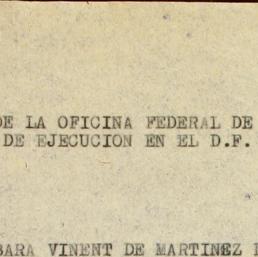 DE LA OFICINA FEDERAL DE
DE EJECUCION EN EL D.F.
BARA VINENT DE MARTINEZ